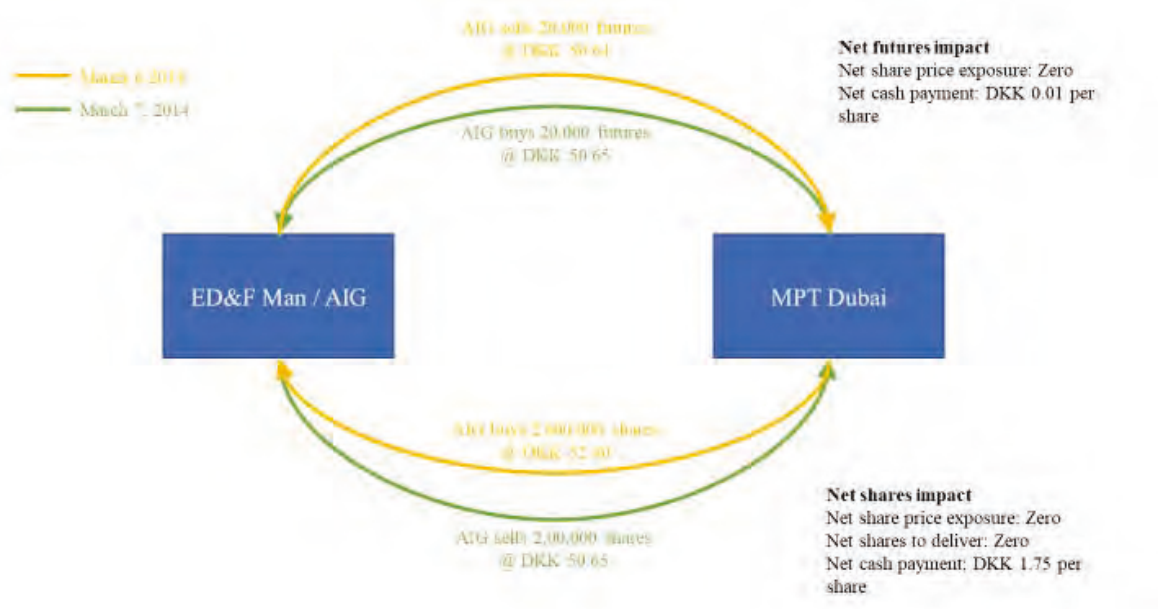 AIG sells 20,000 futures
@ DKK 50.64
March 6 2014
March 7, 2014
AIG buys 20,000 futures
@ DKK 50.65
Net futures impact
Net share price exposure: Zero
Net cash payment: DKK 0.01 per
share
ED&F Man / AIG
MPT Dubai
AIG buys 2,000,000 shares
@ DKK 52.40
AIG sells 2,00,000 shares
@ DKK 50.65
Net shares impact
Net share price exposure: Zero
Net shares to deliver: Zero
Net cash payment: DKK 1.75 per
share